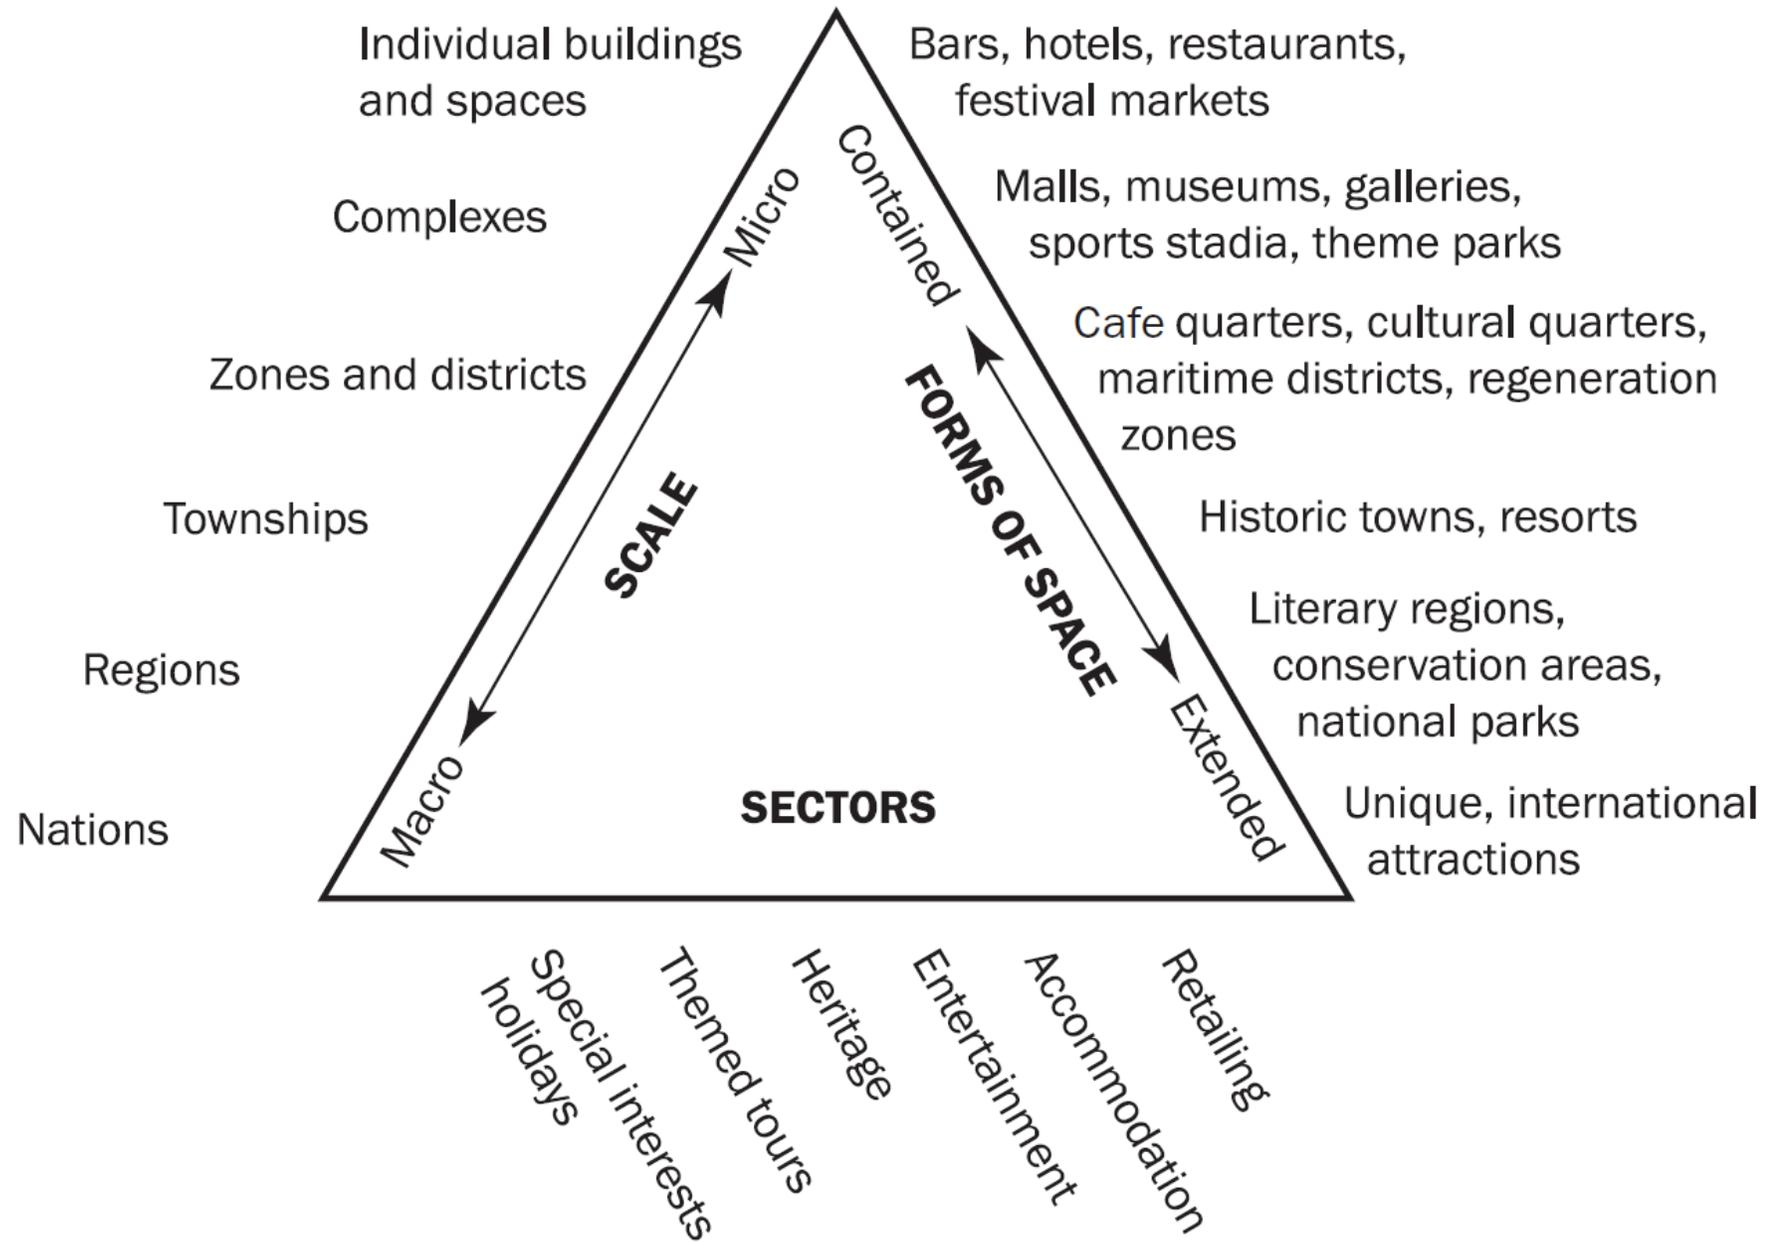 Individual buildings
and spaces
Complexes
Zones and districts
Townships
Regions
Nations
Micro
SCALE
Macro
Contained
FORMS OF SPACE
Extended
SECTORS
Bars, hotels, restaurants,
festival markets
Malls, museums, galleries,
sports stadia, theme parks
Cafe quarters, cultural quarters,
maritime districts, regeneration
zones
Historic towns, resorts
Literary regions,
conservation areas,
national parks
Unique, international
attractions
Special interests
holidays
Themed tours
Heritage
Entertainment
Accommodation
Retailing